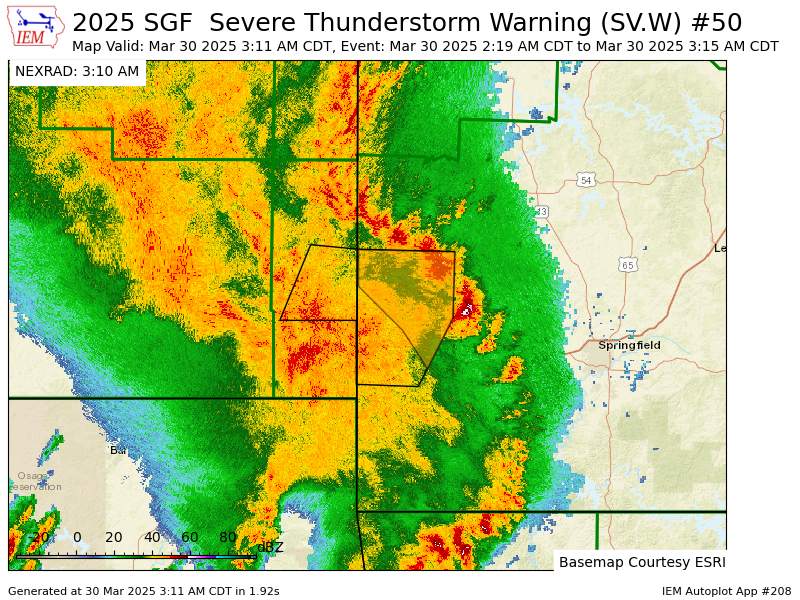 IEM
2025 SGF  Severe Thunderstorm Warning (SV.W) #50
Map Valid: Mar 30 2025 3:11 AM CDT, Event: Mar 30 2025 2:19 AM CDT to Mar 30 2025 3:15 AM CDT
NEXRAD: 3:10 AM
54
13
Le
65
Springfield
Ba
Osage
eservation
-20 0 20 40 60 80
dBZ
Basemap Courtesy ESRI
Generated at 30 Mar 2025 3:11 AM CDT in 1.92s
IEM Autoplot App #208